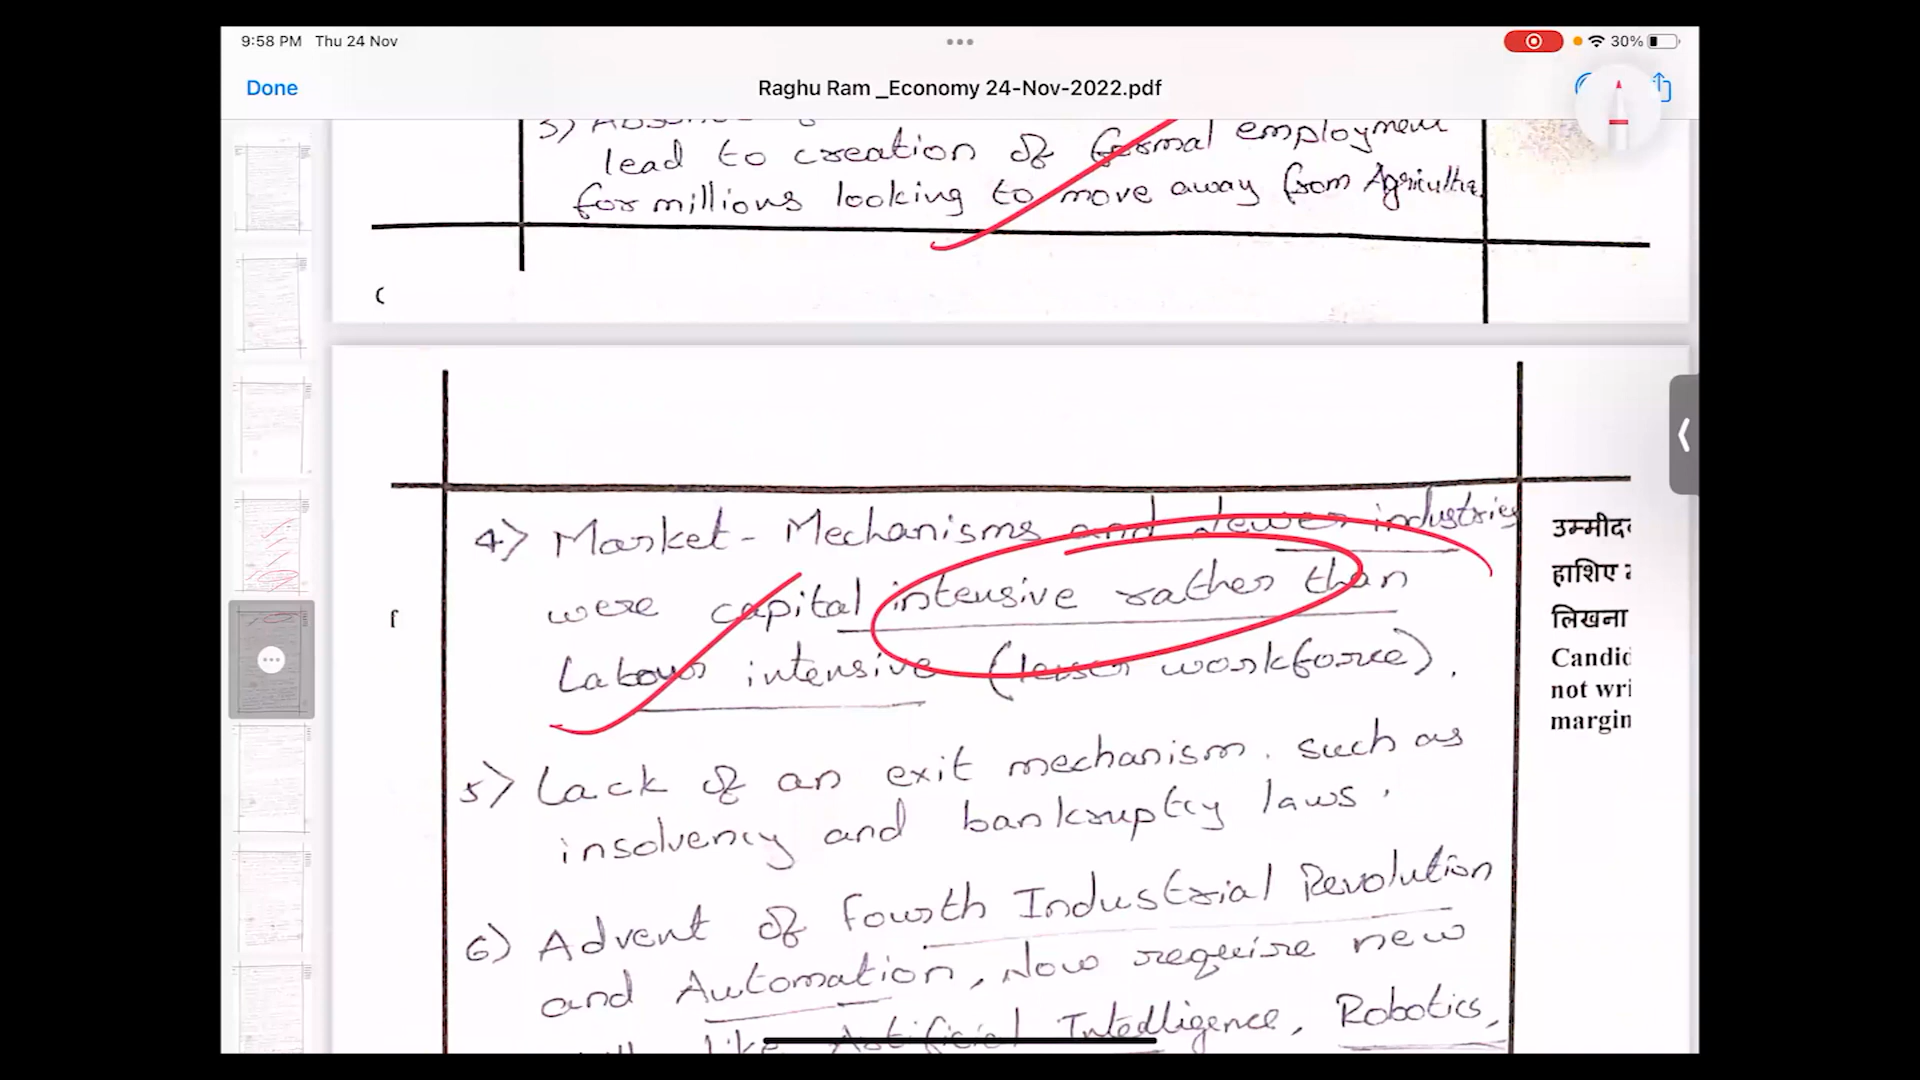 9:58 PM Thu 24 Nov
30%
Done
Raghu Ram _Economy 24-Nov-2022.pdf
3)
lead to creation of formal employment
for millions looking to move away from Agriculture
4) Market - Mechanisms and newer industries
were capital intensive rather than
Labour intensive (lesser workforce).
5) Lack of an exit mechanism. such as
insolvency and bankruptcy laws.
6) Advent of Fourth Industrial Revolution
and Automation, Now require new
like Artificial Intelligence, Robotics,
उम्मीद
हाशिए
लिखना
Candid
not wri
margin